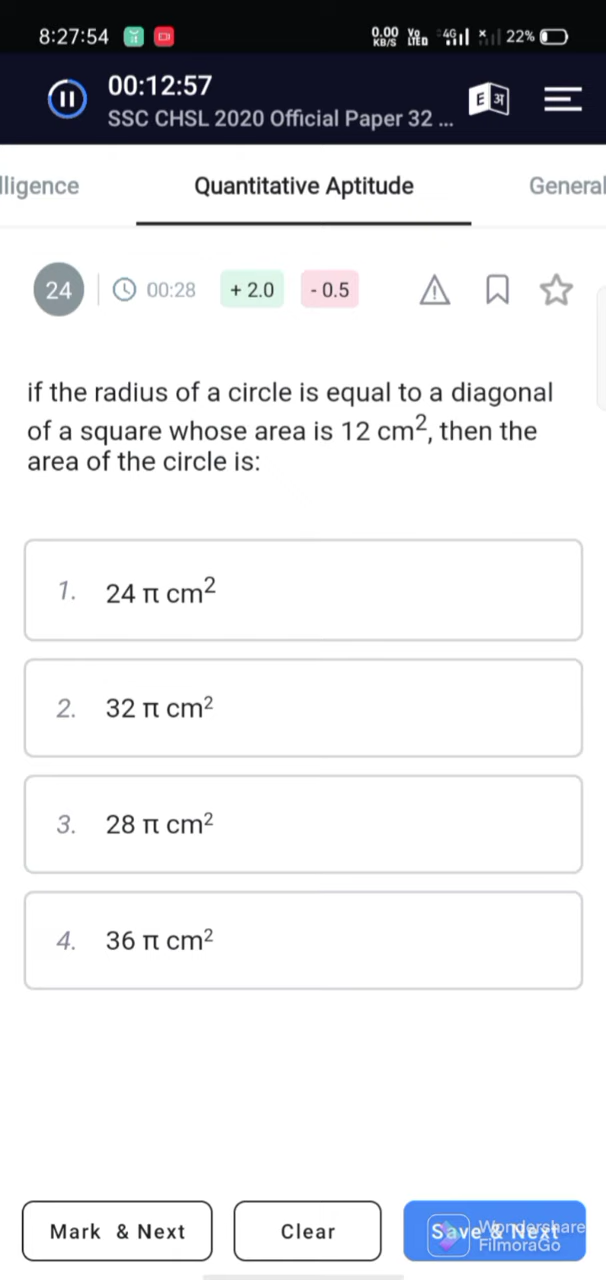 8:27:54 0.00 KB/S Vo LTED 4G 22%
00:12:57
SSC CHSL 2020 Official Paper 32 ...
E अ
lligence Quantitative Aptitude General
24 00:28 + 2.0 - 0.5
if the radius of a circle is equal to a diagonal
of a square whose area is 12 cm², then the
area of the circle is:
1. 24 π cm²
2. 32 π cm²
3. 28 π cm²
4. 36 π cm²
Mark & Next Clear Save & Next
Wondershare
FilmoraGo